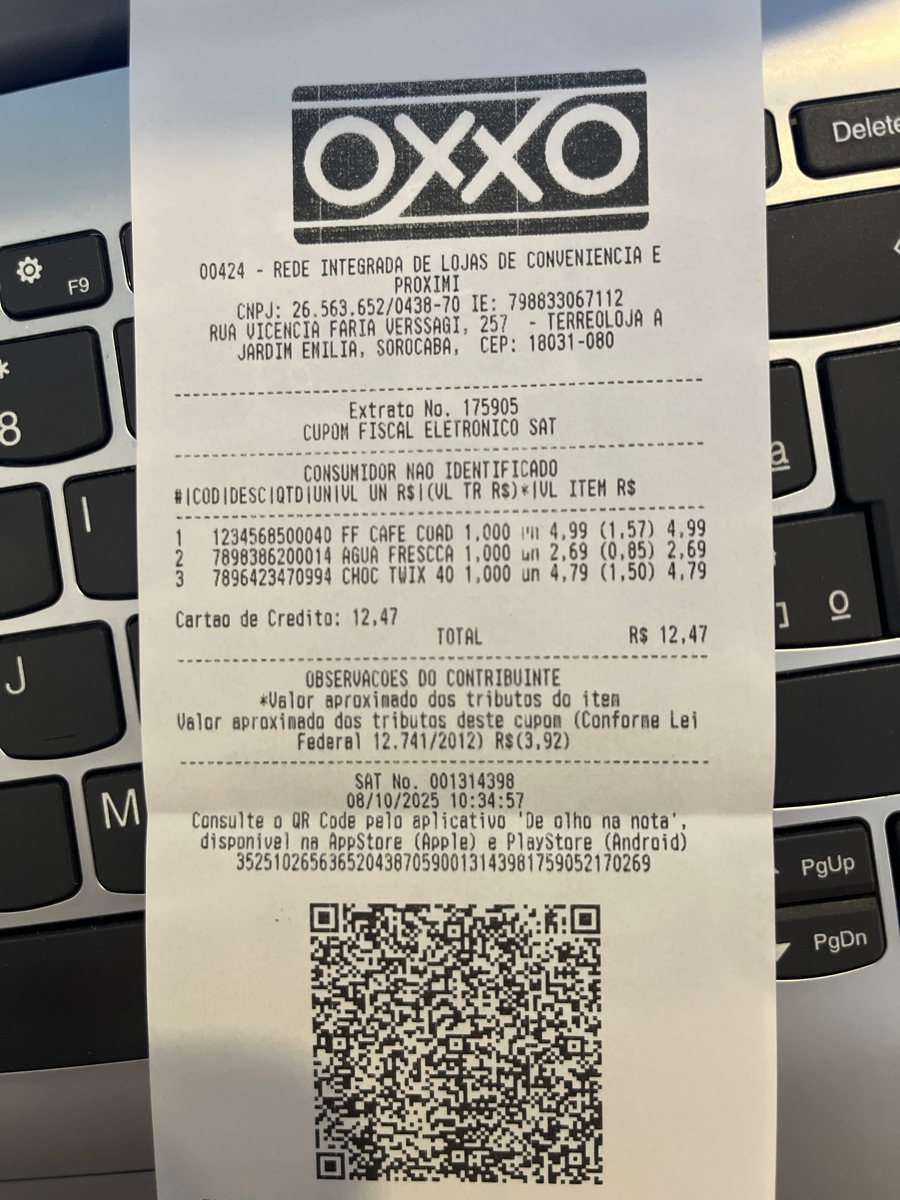 OXXO
00424 - REDE INTEGRADA DE LOJAS DE CONVENIENCIA E
PROXIMI
CNPJ: 26.563.652/0438-70 IE: 798833067112
RUA VICENCIA FARIA VERSSAGI, 257 - TERREOLOJA A
JARDIM EMILIA, SOROCABA, CEP: 18031-080
Extrato No. 175905
CUPOM FISCAL ELETRONICO SAT
CONSUMIDOR NAO IDENTIFICADO
#|COD|DESC|QTD|UN|VL UN R$|(VL TR R$)*|VL ITEM R$
1 1234568500040 FF CAFE COAD 1,000 un 4,99 (1,57) 4,99
2 7898386200014 AGUA FRESCCA 1,000 un 2,69 (0,85) 2,69
3 7896423470994 CHOC TWIX 40 1,000 un 4,79 (1,50) 4,79
Cartao de Credito: 12,47
TOTAL R$ 12,47
OBSERVACOES DO CONTRIBUINTE
*Valor aproximado dos tributos do item
Valor aproximado dos tributos deste cupom (Conforme Lei
Federal 12.741/2012) R$(3,92)
SAT No. 001314398
08/10/2025 10:34:57
Consulte o QR Code pelo aplicativo 'De olho na nota',
disponivel na AppStore (Apple) e PlayStore (Android)
35251026563652043870590013143981759052170269
Delete
F9
*
8
I
J
M
a
]
o
PgUp
PgDn